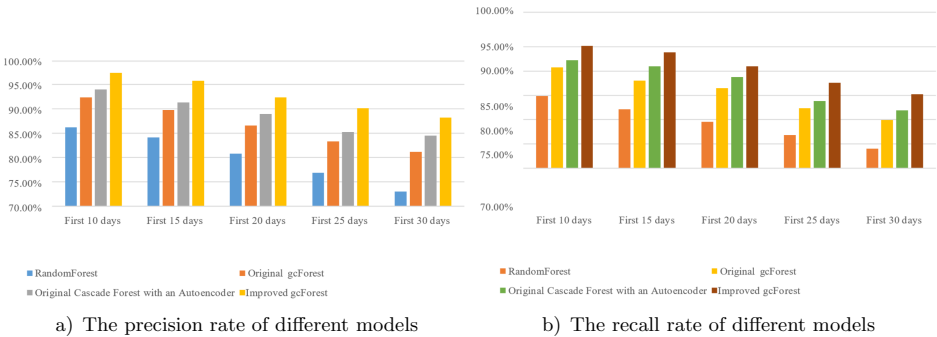 100.00%
95.00%
90.00%
85.00%
80.00%
75.00%
70.00%
First 10 days First 15 days First 20 days First 25 days First 30 days
RandomForest Original gcForest
Original Cascade Forest with an Autoencoder Improved gcForest
a) The precision rate of different models
100.00%
95.00%
90.00%
85.00%
80.00%
75.00%
70.00%
First 10 days First 15 days First 20 days First 25 days First 30 days
RandomForest Original gcForest
Original Cascade Forest with an Autoencoder Improved gcForest
b) The recall rate of different models